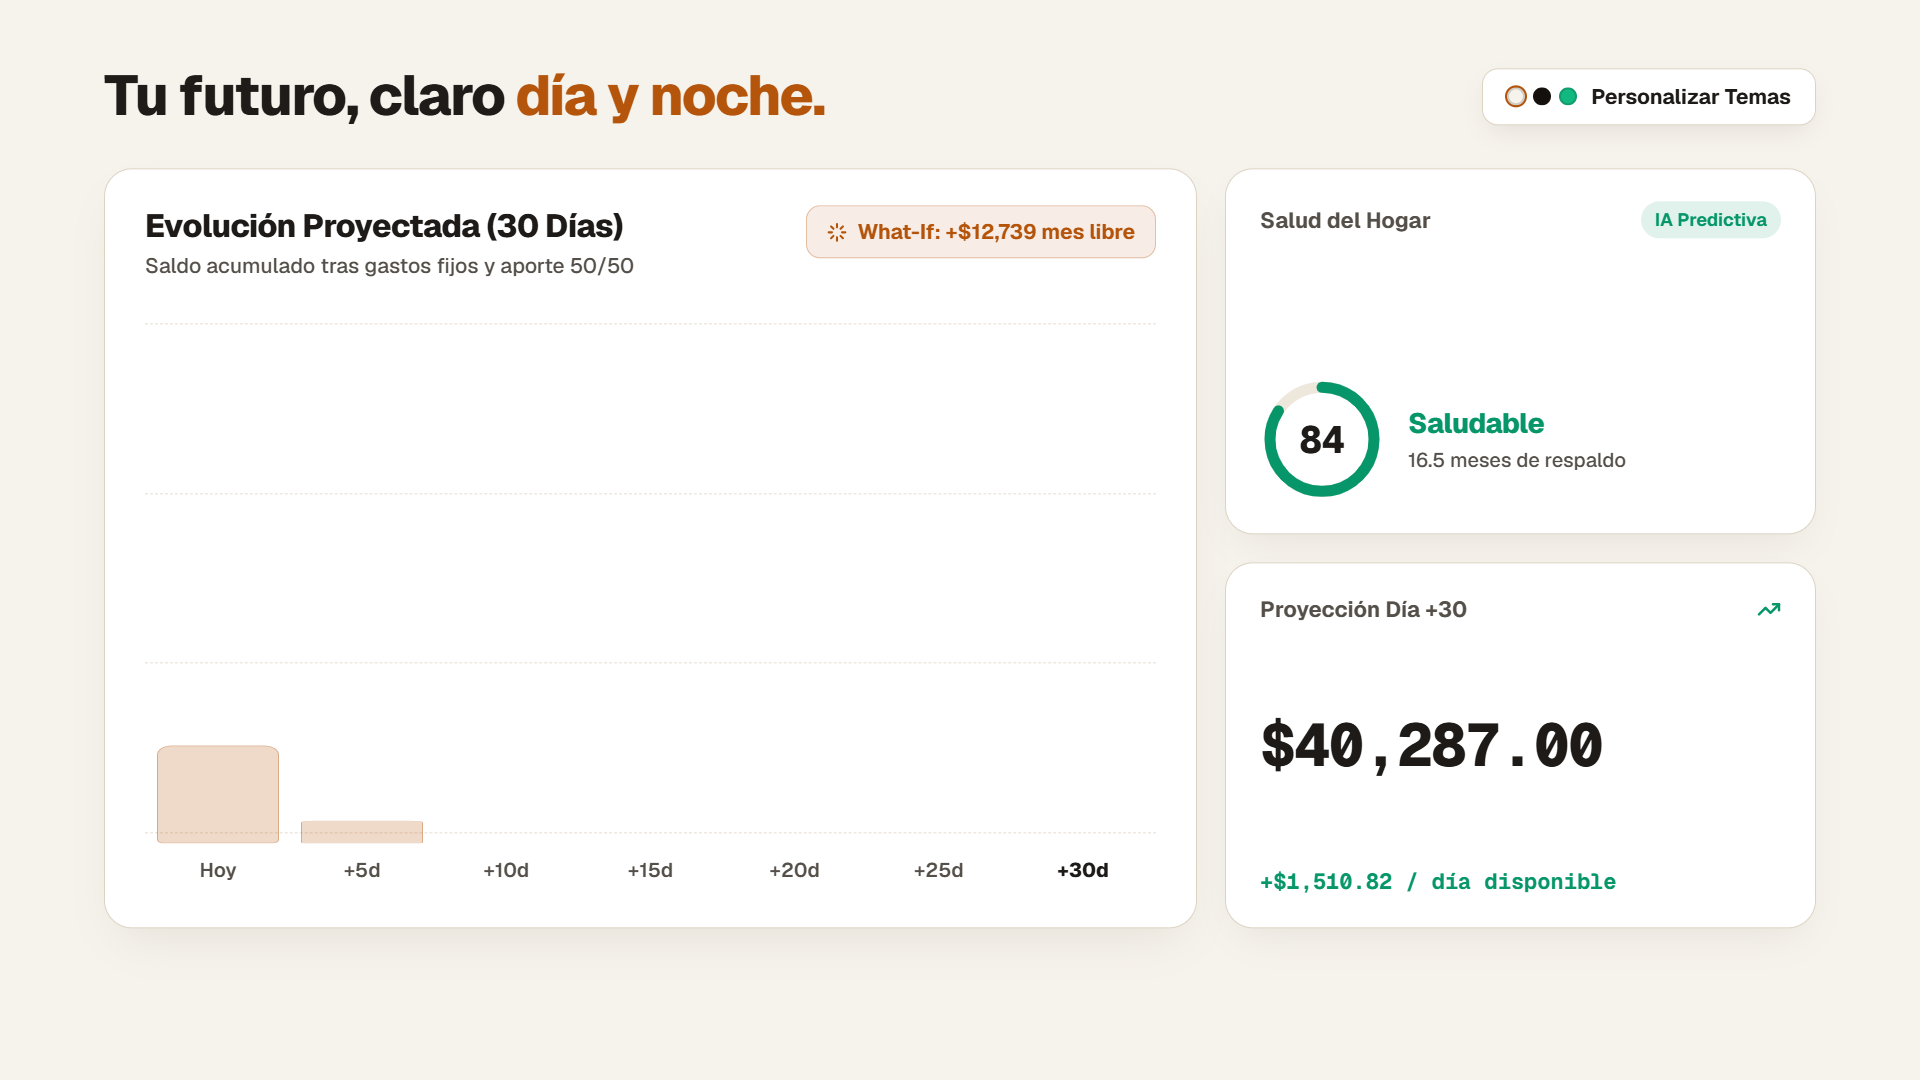 Tu futuro, claro día y noche.
Personalizar Temas
Evolución Proyectada (30 Días)
Saldo acumulado tras gastos fijos y aporte 50/50
What-If: +$12,739 mes libre
Hoy
+5d
+10d
+15d
+20d
+25d
+30d
Salud del Hogar
IA Predictiva
84
Saludable
16.5 meses de respaldo
Proyección Día +30
$40,287.00
+$1,510.82 / día disponible